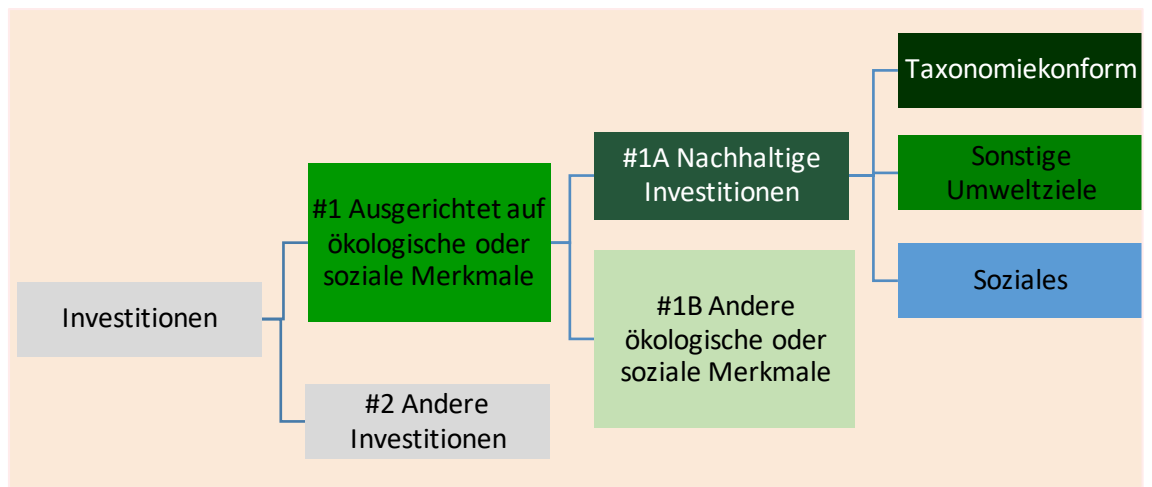 Investitionen
#1 Ausgerichtet auf
ökologische oder
soziale Merkmale
#2 Andere
Investitionen
#1A Nachhaltige
Investitionen
#1B Andere
ökologische oder
soziale Merkmale
Taxonomiekonform
Sonstige
Umweltziele
Soziales